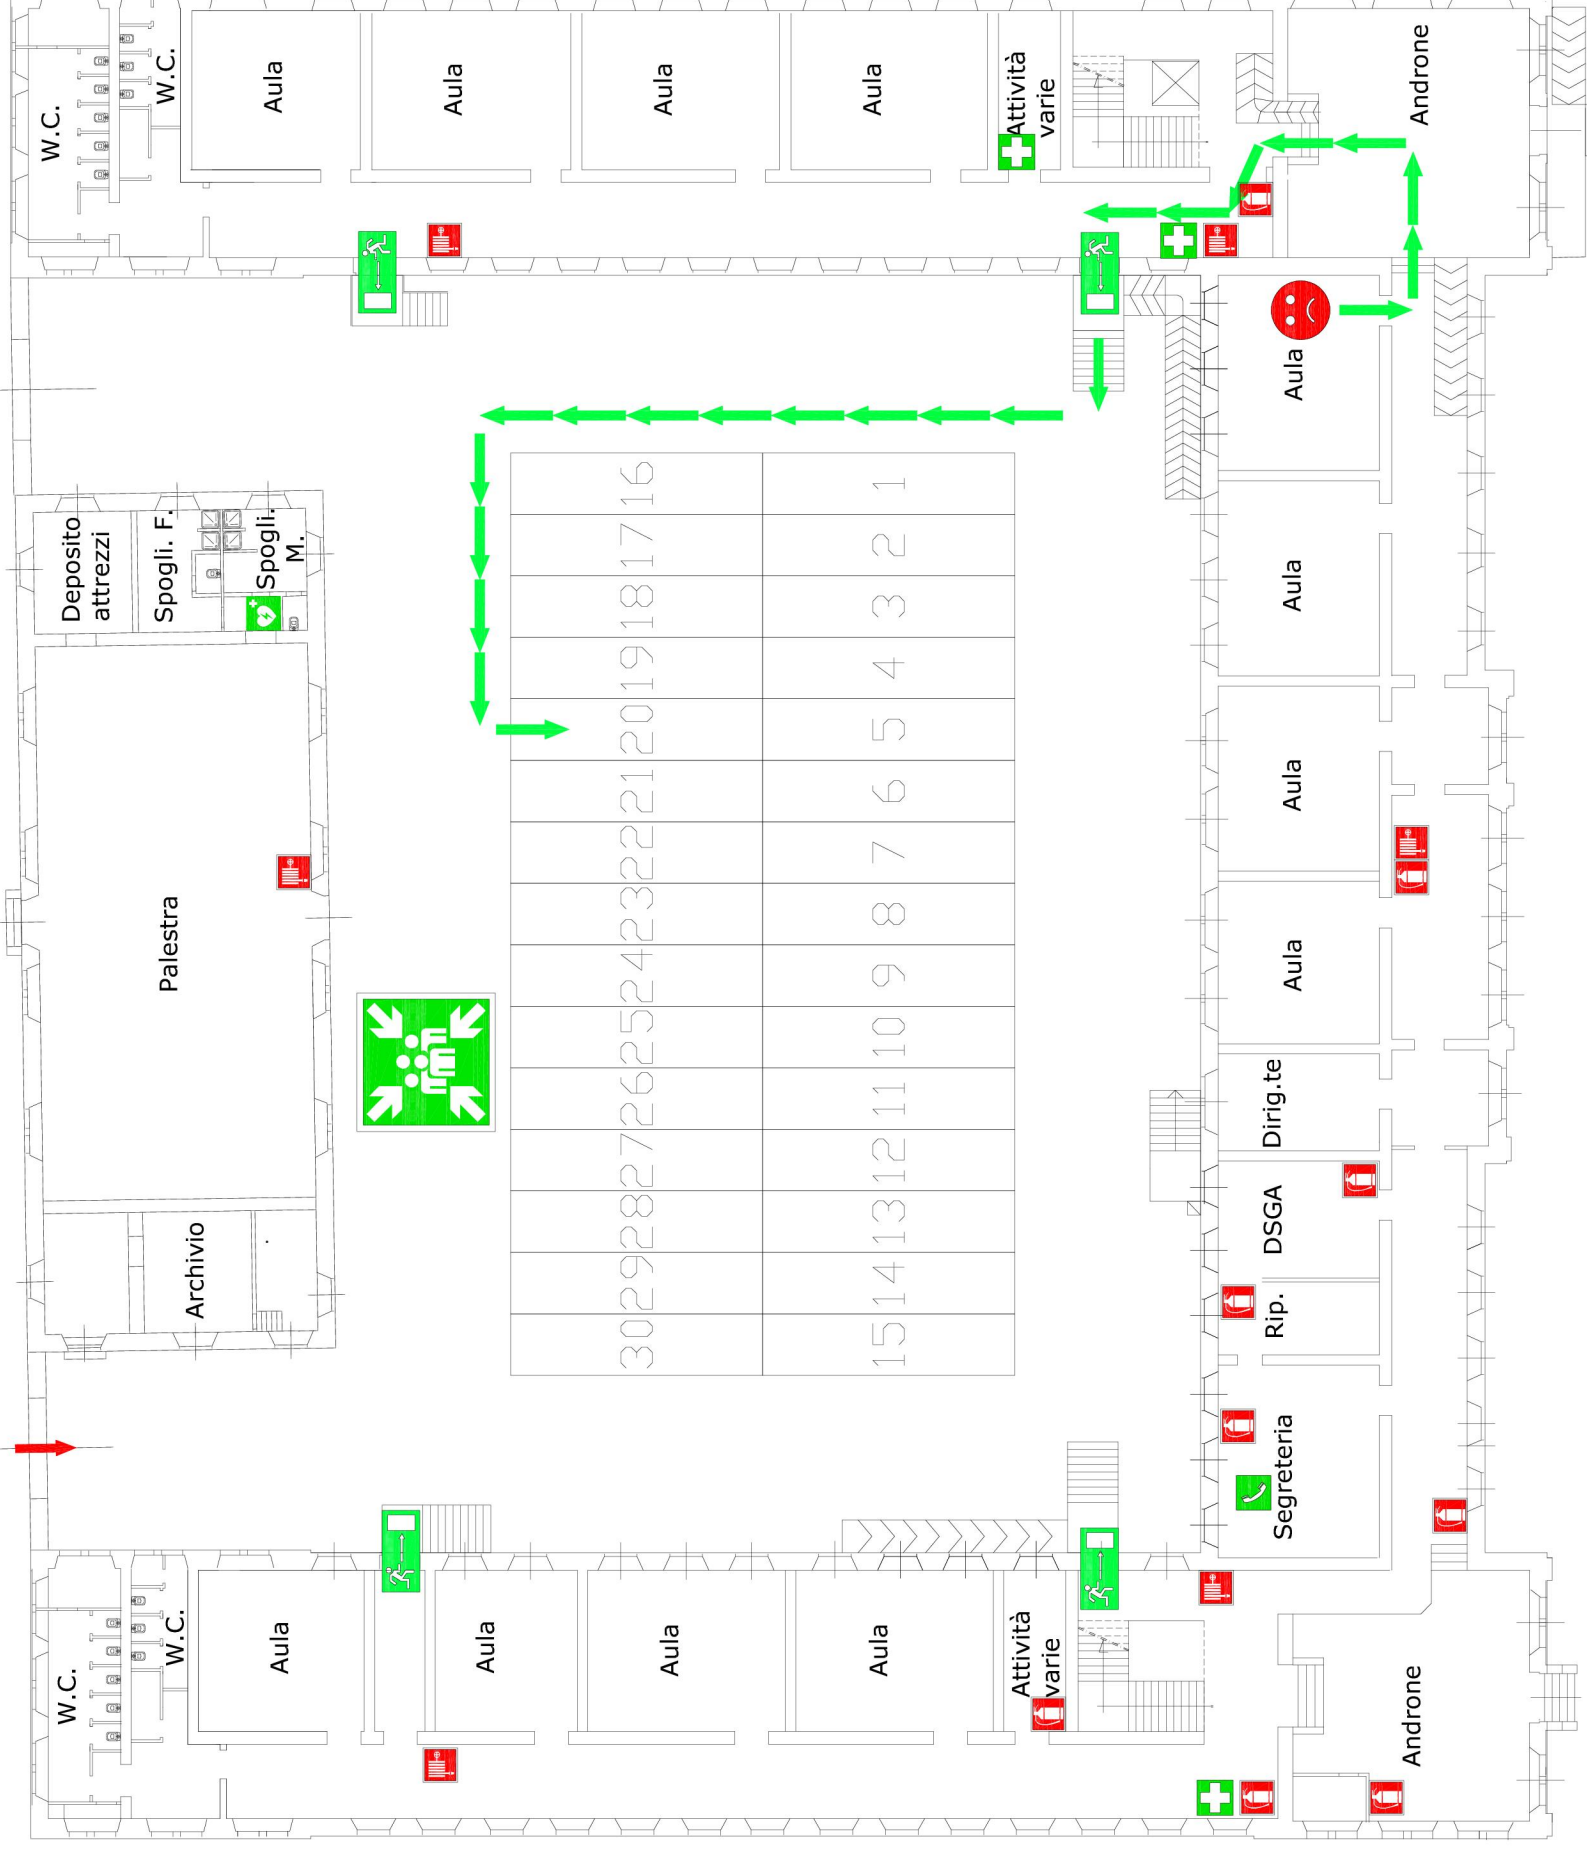 W.C.
W.C.
Aula
Aula
Aula
Aula
Attività
varie
Androne
Aula
Deposito
attrezzi
Spogli. F.
Spogli.
M.
16
1
17
2
18
3
19
4
20
5
21
6
22
7
23
8
24
9
25
10
26
11
27
12
28
13
29
14
30
15
Aula
Aula
Palestra
Aula
Dirig.te
DSGA
Archivio
Rip.
Segreteria
W.C.
W.C.
Aula
Aula
Aula
Aula
Attività
varie
Androne